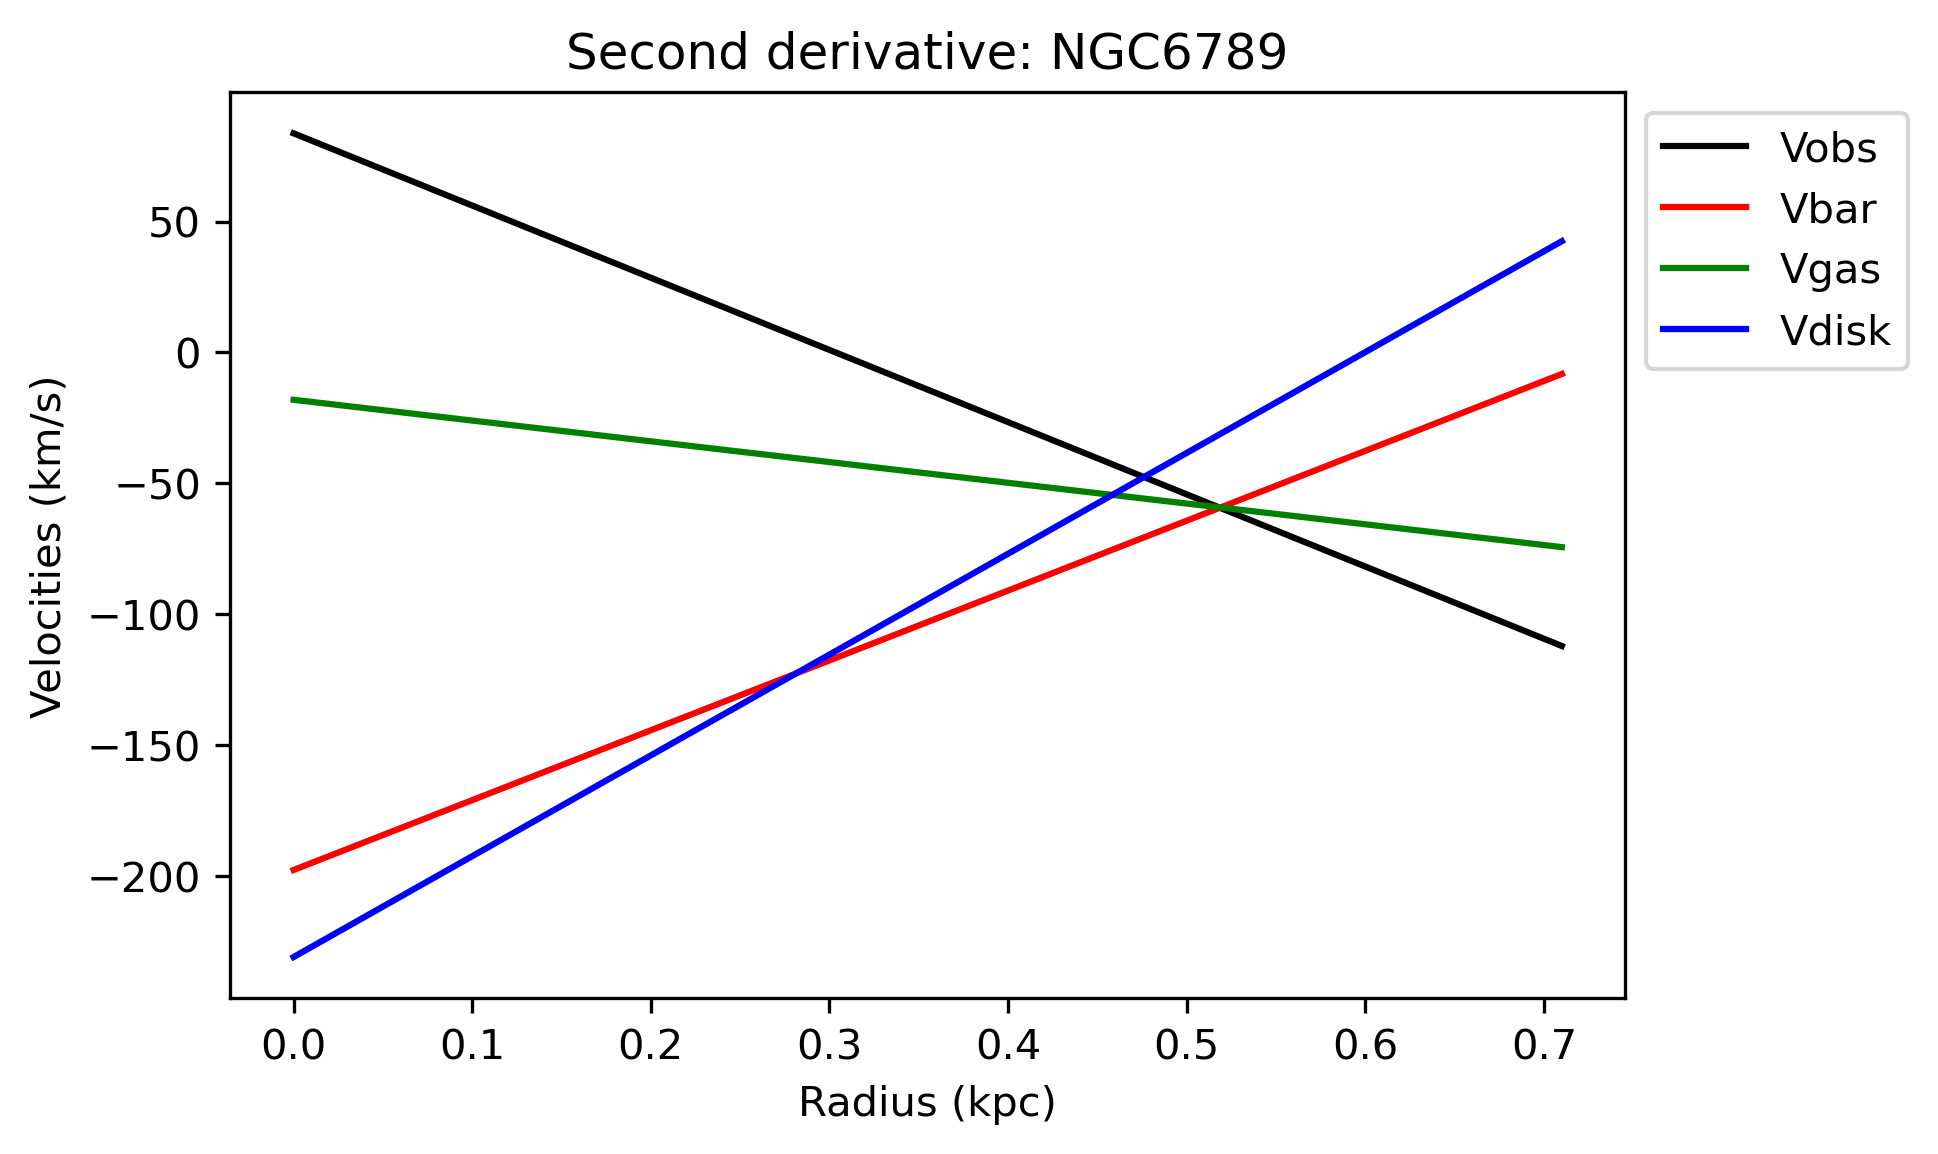 Second derivative: NGC6789
Velocities (km/s)
50
0
−50
−100
−150
−200
0.0 0.1 0.2 0.3 0.4 0.5 0.6 0.7
Radius (kpc)
Vobs
Vbar
Vgas
Vdisk